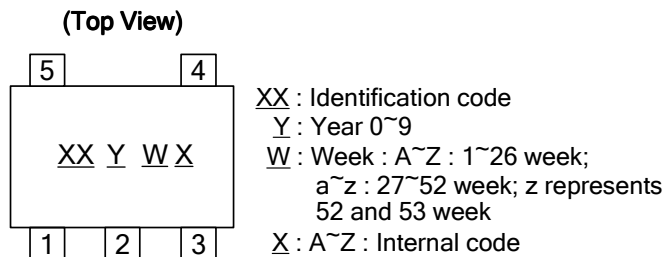 (Top View)
5 4
XX Y W X
1 2 3
XX : Identification code
Y : Year 0~9
W : Week : A~Z : 1~26 week;
a~z : 27~52 week; z represents
52 and 53 week
X : A~Z : Internal code